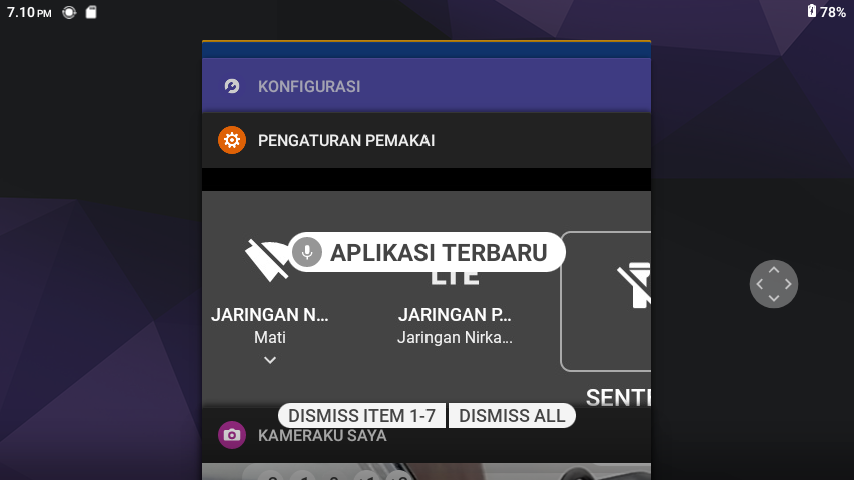 7.10 PM
78%
KONFIGURASI
PENGATURAN PEMAKAI
APLIKASI TERBARU
LTE
JARINGAN N...
JARINGAN P...
Mati
Jaringan Nirka...
DISMISS ITEM 1-7
DISMISS ALL
KAMERAKU SAYA